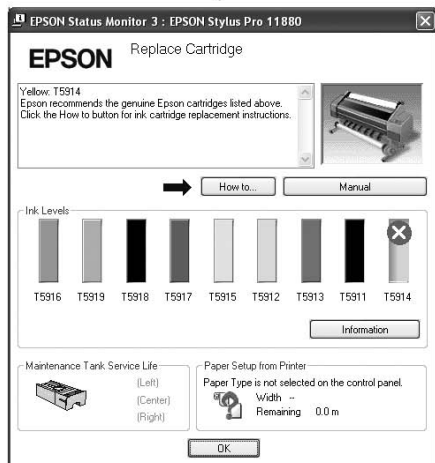 EPSON Status Monitor 3 : EPSON Stylus Pro 11880
EPSON
Replace Cartridge
Yellow: T5914
Epson recommends the genuine Epson cartridges listed above.
Click the How to button for ink cartridge replacement instructions.
How to...
Manual
Ink Levels
T5916 T5919 T5918 T5917 T5915 T5912 T5913 T5911 T5914
Information
Maintenance Tank Service Life
(Left)
(Center)
(Right)
Paper Setup from Printer
Paper Type is not selected on the control panel.
Width --
Remaining 0.0 m
OK